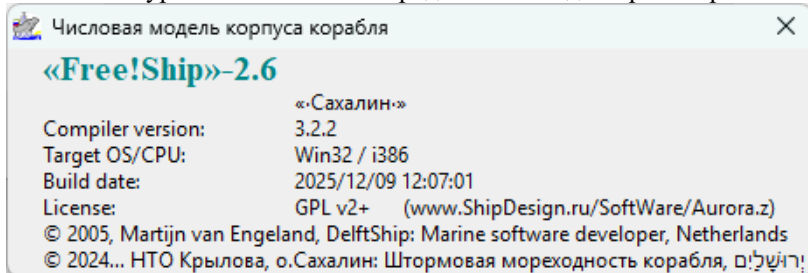 Числовая модель корпуса корабля
«Free!Ship»-2.6
«·Сахалин·»
Compiler version: 3.2.2
Target OS/CPU: Win32 / i386
Build date: 2025/12/09 12:07:01
License: GPL v2+ (www.ShipDesign.ru/SoftWare/Aurora.z)
© 2005, Martijn van Engeland, DelftShip: Marine software developer, Netherlands
© 2024... НТО Крылова, о.Сахалин: Штормовая мореходность корабля, יְרוּשָׁלַיִם